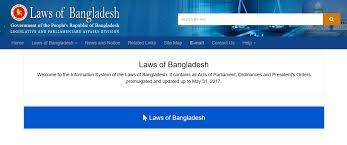 Laws of Bangladesh
Government of the People's Republic of Bangladesh
LEGISLATIVE AND PARLIAMENTARY AFFAIRS DIVISION
Search by Act
Home Laws of Bangladesh News and Notice Related Links Site Map E-mail Contact Us Help
Laws of Bangladesh
Welcome to the Information System of the Laws of Bangladesh. It contains all Acts of Parliament, Ordinances and President's Orders
promulgated and updated up to May 31, 2017.
Laws of Bangladesh